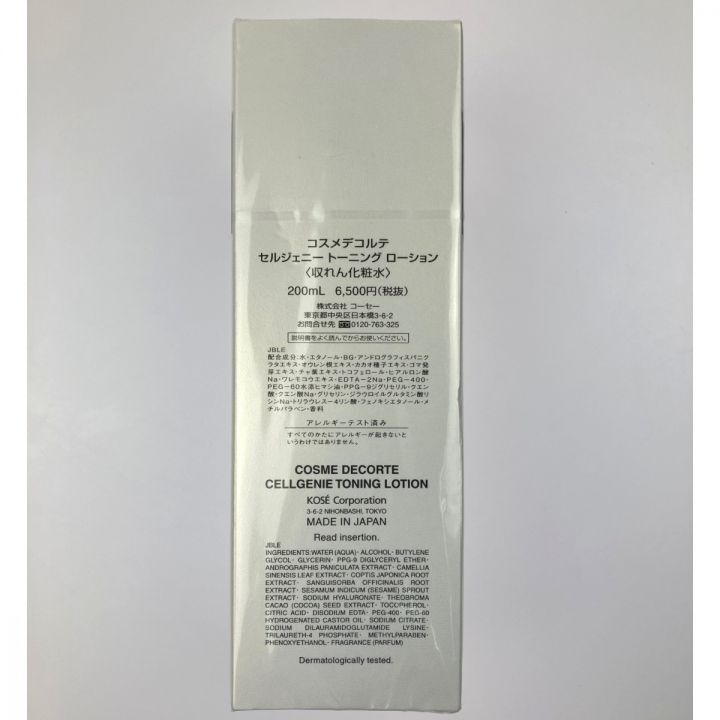 コスメデコルテ
セルジェニー トーニング ローション
〈収れん化粧水〉
200mL 6,500円(税抜)
株式会社 コーセー
東京都中央区日本橋3-6-2
お問合せ先 0120-763-325
説明書をよく読んでからお使いください。
JBLE
配合成分:水・エタノール・BG・アンドログラフィスパニク
ラタエキス・オウレン根エキス・カカオ種子エキス・ゴマ発
芽エキス・チャ葉エキス・トコフェロール・ヒアルロン酸
Na・ワレモコウエキス・EDTA-2Na・PEG-400・
PEG-60水添ヒマシ油・PPG-9ジグリセリル・クエン
酸・クエン酸Na・グリセリン・ジラウロイルグルタミン酸リ
シンNa・トリラウレス-4リン酸・フェノキシエタノール・メ
チルパラベン・香料
アレルギーテスト済み
すべてのかたにアレルギーが起きないと
いうわけではありません。
COSME DECORTE
CELLGENIE TONING LOTION
KOSÉ Corporation
3-6-2 NIHONBASHI, TOKYO
MADE IN JAPAN
Read insertion.
JBLE
INGREDIENTS:WATER (AQUA)・ALCOHOL・BUTYLENE
GLYCOL・GLYCERIN・PPG-9 DIGLYCERYL ETHER・
ANDROGRAPHIS PANICULATA EXTRACT・CAMELLIA
SINENSIS LEAF EXTRACT・COPTIS JAPONICA ROOT
EXTRACT・SANGUISORBA OFFICINALIS ROOT
EXTRACT・SESAMUM INDICUM (SESAME) SPROUT
EXTRACT・SODIUM HYALURONATE・THEOBROMA
CACAO (COCOA) SEED EXTRACT・TOCOPHEROL・
CITRIC ACID・DISODIUM EDTA・PEG-400・PEG-60
HYDROGENATED CASTOR OIL・SODIUM CITRATE・
SODIUM DILAURAMIDOGLUTAMIDE LYSINE・
TRILAURETH-4 PHOSPHATE・METHYLPARABEN・
PHENOXYETHANOL・FRAGRANCE (PARFUM)
Dermatologically tested.